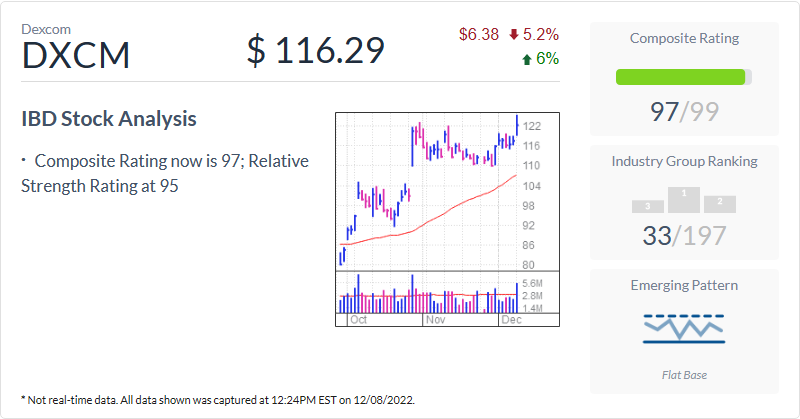 Dexcom
DXCM
$ 116.29
$6.38 5.2%
6%
IBD Stock Analysis
• Composite Rating now is 97; Relative
Strength Rating at 95
122
116
110
104
98
92
86
80
5.6M
2.8M
1.4M
Oct Nov Dec
Composite Rating
97/99
Industry Group Ranking
3 1 2
33/197
Emerging Pattern
Flat Base
* Not real-time data. All data shown was captured at 12:24PM EST on 12/08/2022.